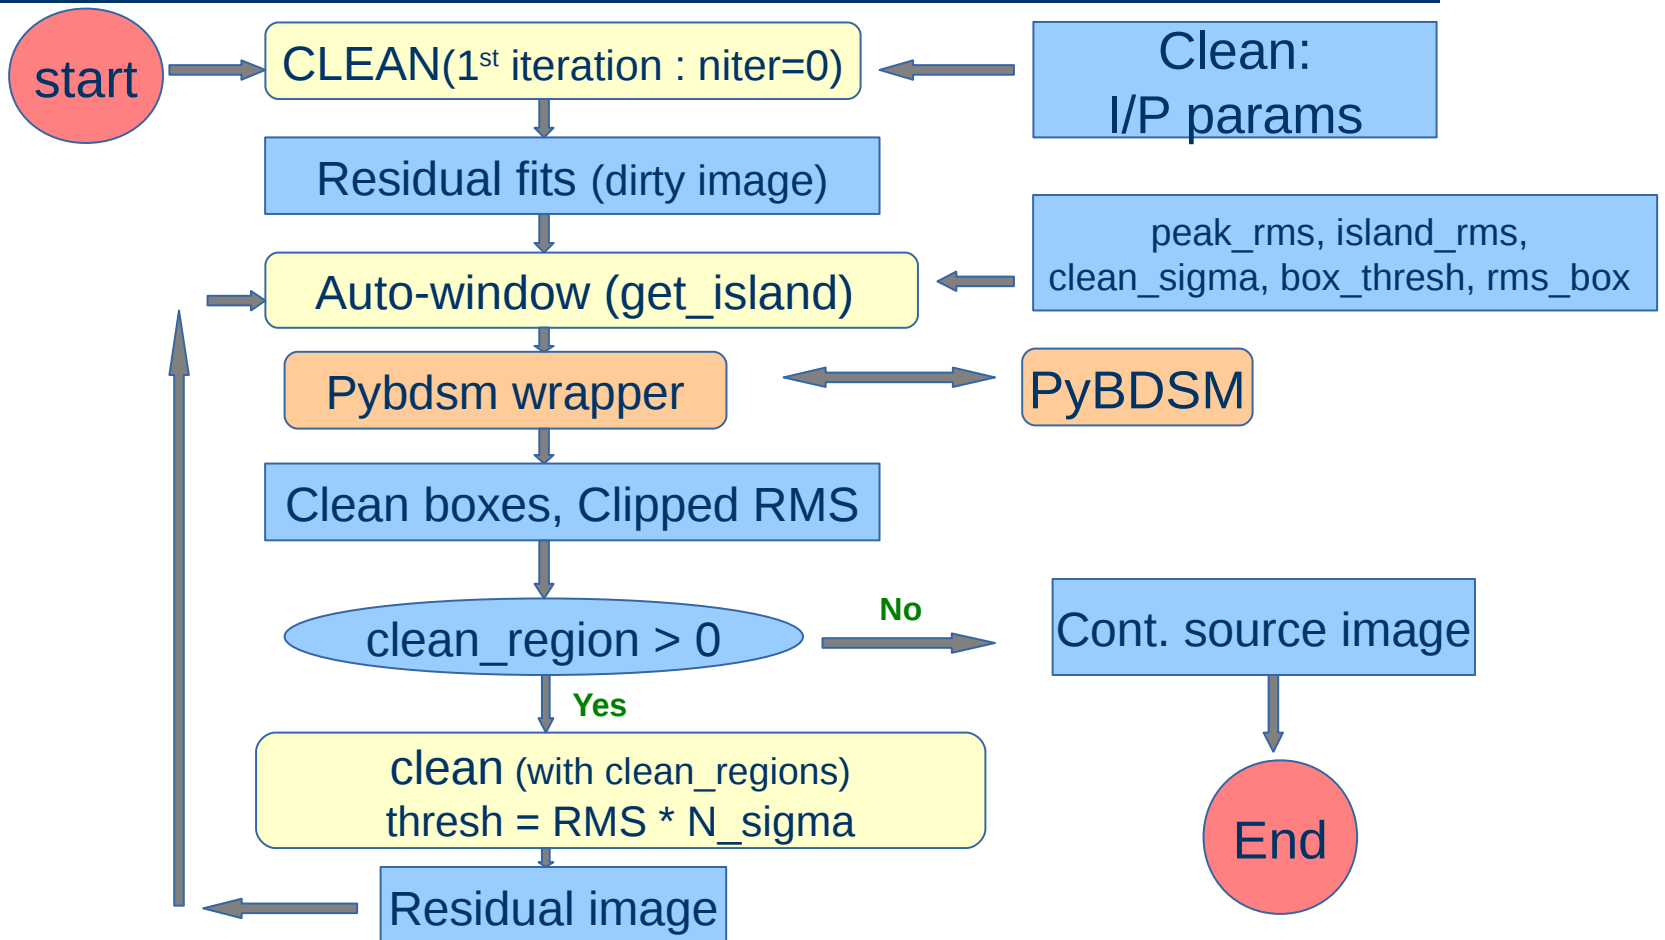 start
CLEAN(1st iteration : niter=0)
Clean:
I/P params
Residual fits (dirty image)
peak_rms, island_rms,
clean_sigma, box_thresh, rms_box
Auto-window (get_island)
Pybdsm wrapper
PyBDSM
Clean boxes, Clipped RMS
clean_region > 0
No
Cont. source image
Yes
clean (with clean_regions)
thresh = RMS * N_sigma
End
Residual image